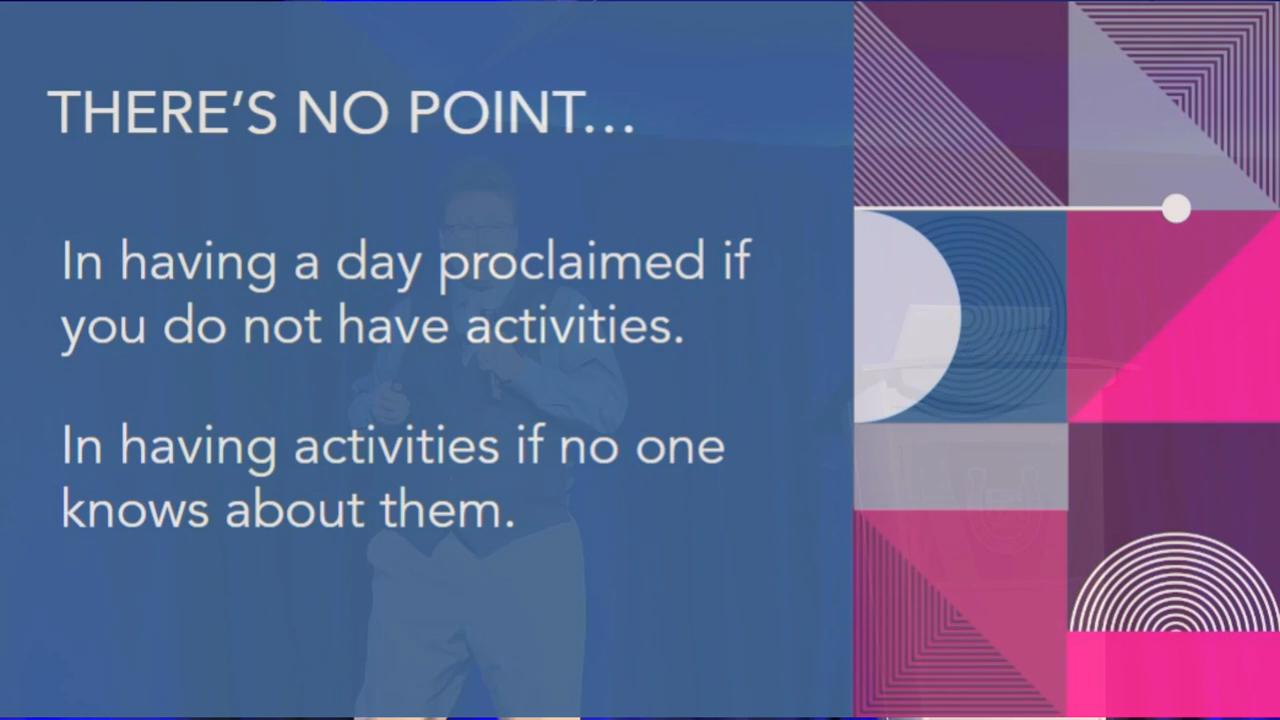 THERE’S NO POINT…
In having a day proclaimed if
you do not have activities.
In having activities if no one
knows about them.